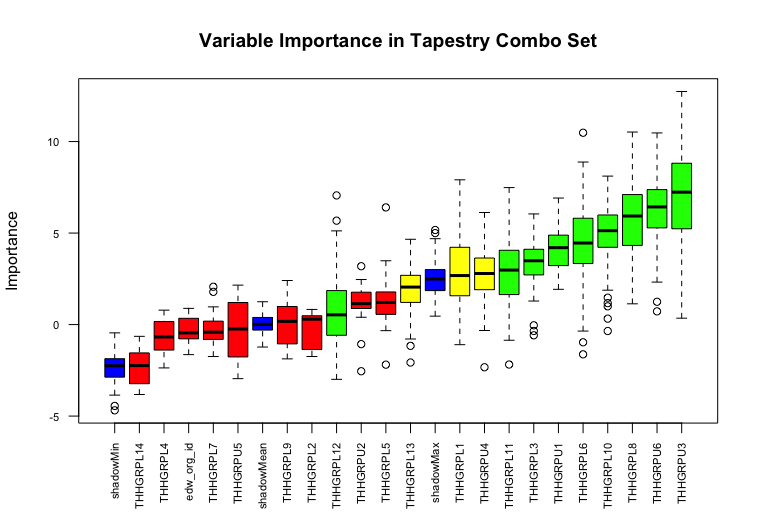 Variable Importance in Tapestry Combo Set
Importance
10
5
0
-5
shadowMin
THHGRPL14
THHGRPL4
edw_org_id
THHGRPL7
THHGRPU5
shadowMean
THHGRPL9
THHGRPL2
THHGRPL12
THHGRPU2
THHGRPL5
THHGRPL13
shadowMax
THHGRPL1
THHGRPU4
THHGRPL11
THHGRPL3
THHGRPU1
THHGRPL6
THHGRPL10
THHGRPL8
THHGRPU6
THHGRPU3